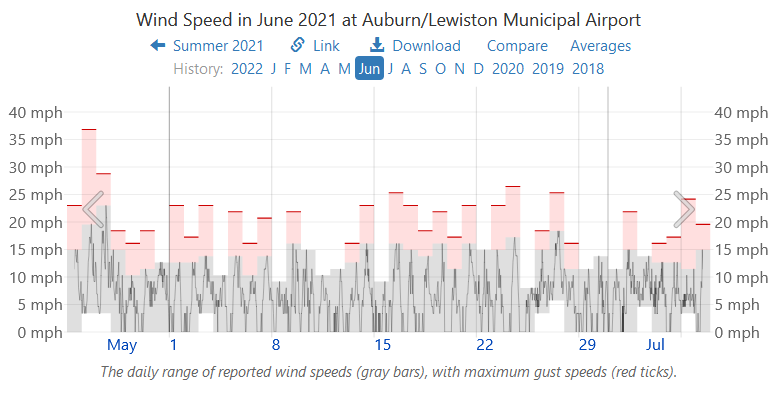 Wind Speed in June 2021 at Auburn/Lewiston Municipal Airport
Summer 2021 Link Download Compare Averages
History: 2022 J F M A M Jun J A S O N D 2020 2019 2018
40 mph 40 mph
35 mph 35 mph
30 mph 30 mph
25 mph 25 mph
20 mph 20 mph
15 mph 15 mph
10 mph 10 mph
5 mph 5 mph
0 mph 0 mph
May 1 8 15 22 29 Jul
The daily range of reported wind speeds (gray bars), with maximum gust speeds (red ticks).